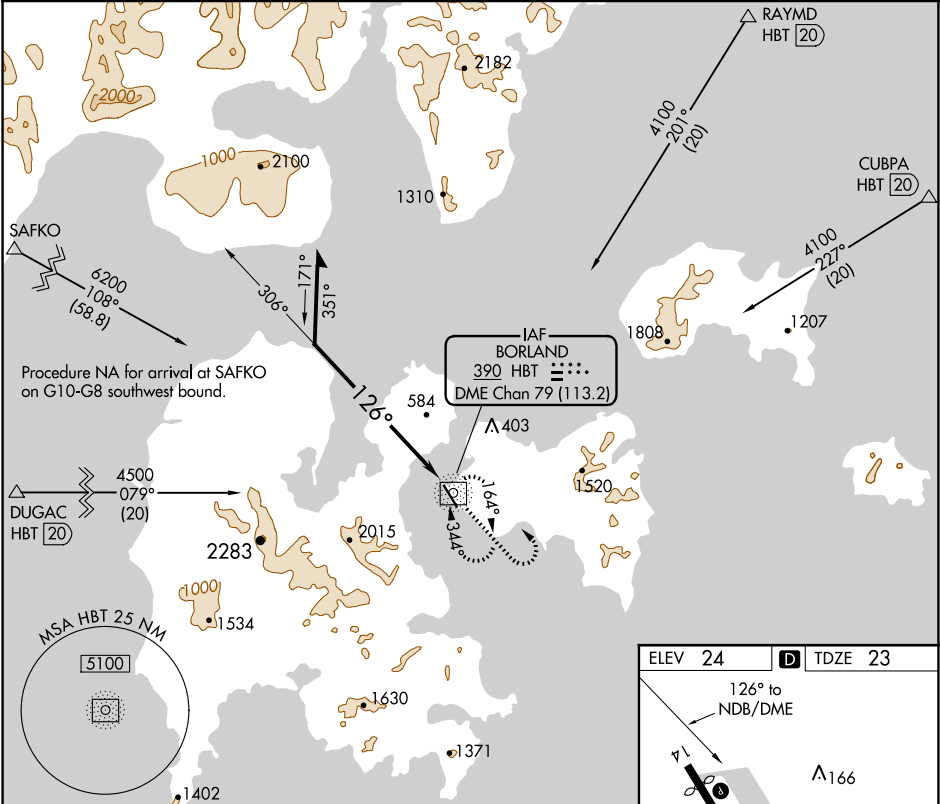 RAYMD
HBT 20
2182
2000
4100
201°
(20)
1000
2100
CUBPA
HBT 20
1310
SAFKO
4100
227°
(20)
6200
108°
(58.8)
306°
171°
351°
1808
1207
IAF
BORLAND
390 HBT
DME Chan 79 (113.2)
Procedure NA for arrival at SAFKO
on G10-G8 southwest bound.
126°
584
403
4500
079°
(20)
DUGAC
HBT 20
1520
164°
344°
2283
2015
1000
1534
MSA HBT 25 NM
5100
ELEV 24
D
TDZE 23
126° to
NDB/DME
1630
14
P
166
1371
1402